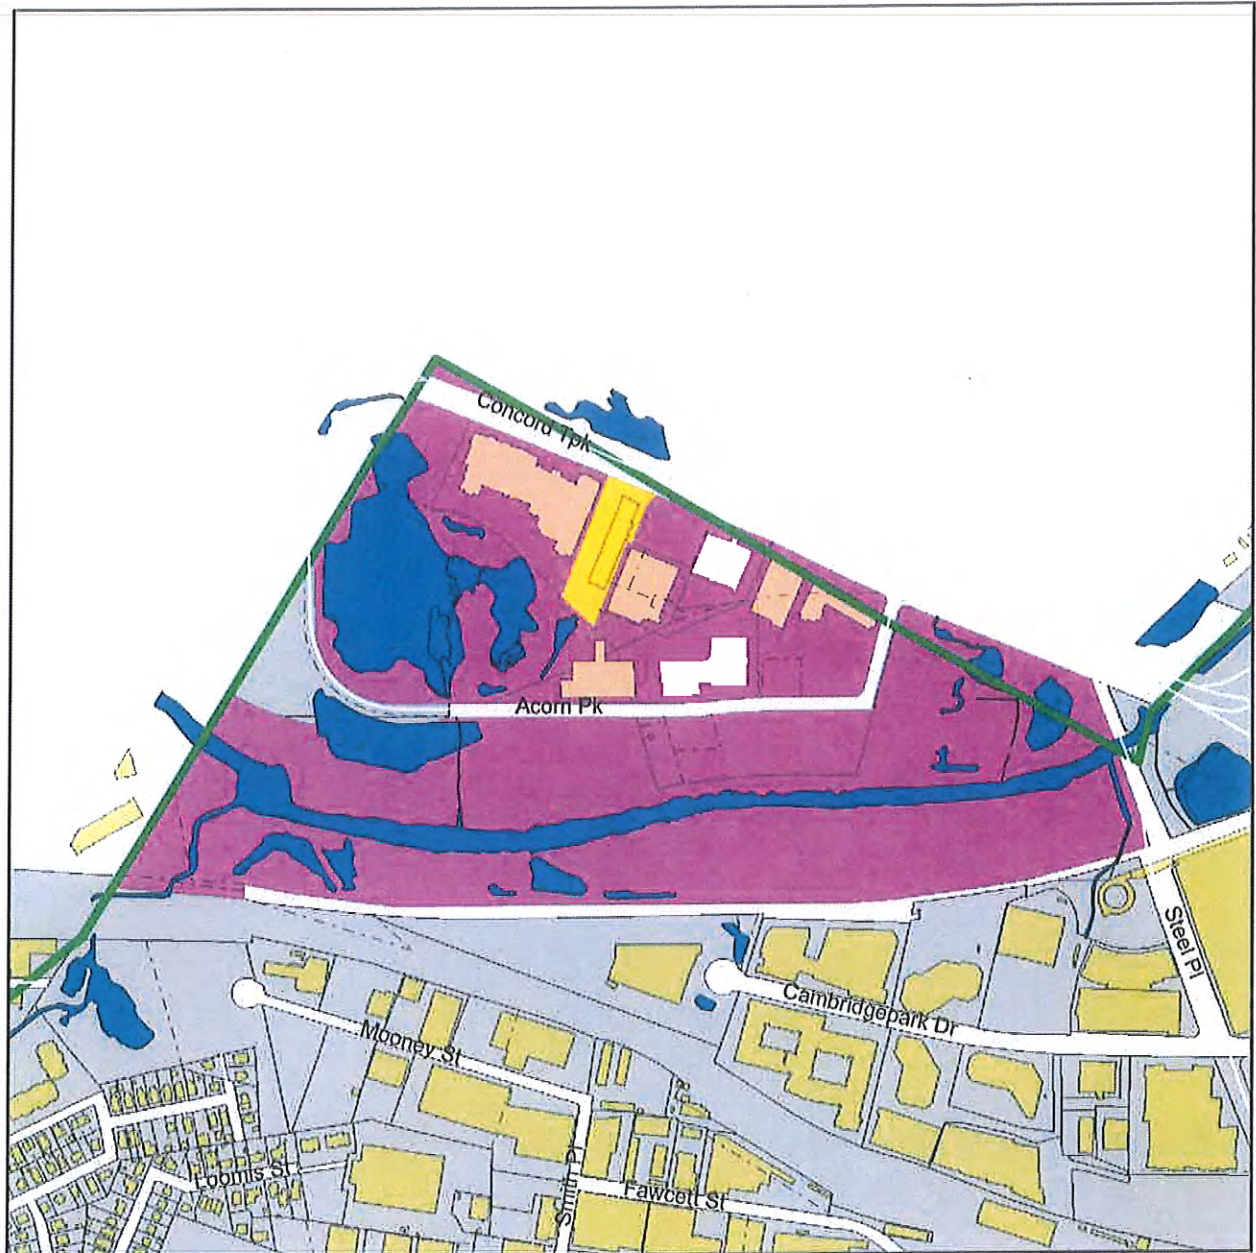 Concord Tpk
Acorn Pk
Steel Pl
Cambridgepark Dr
Mooney St
Loomis St
Smith Pl
Fawcett St